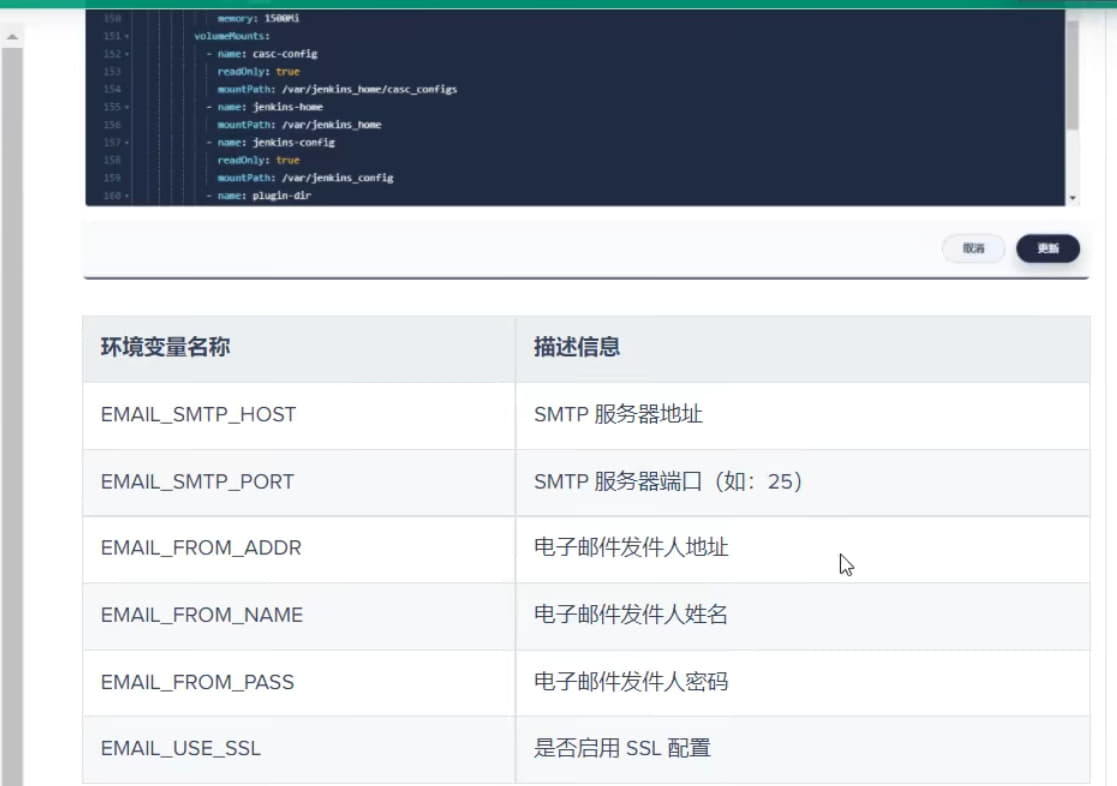 150 memory: 1500Mi
151 volumeMounts:
152 - name: casc-config
153 readOnly: true
154 mountPath: /var/jenkins_home/casc_configs
155 - name: jenkins-home
156 mountPath: /var/jenkins_home
157 - name: jenkins-config
158 readOnly: true
159 mountPath: /var/jenkins_config
160 - name: plugin-dir
取消 更新
环境变量名称 描述信息
EMAIL_SMTP_HOST SMTP 服务器地址
EMAIL_SMTP_PORT SMTP 服务器端口（如：25）
EMAIL_FROM_ADDR 电子邮件发件人地址
EMAIL_FROM_NAME 电子邮件发件人姓名
EMAIL_FROM_PASS 电子邮件发件人密码
EMAIL_USE_SSL 是否启用 SSL 配置